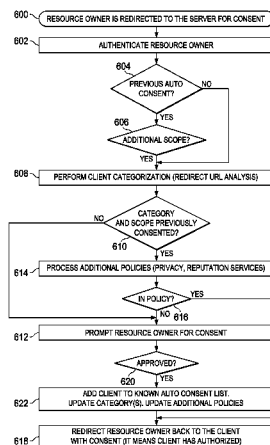 600
RESOURCE OWNER IS REDIRECTED TO THE SERVER FOR CONSENT
602
AUTHENTICATE RESOURCE OWNER
604
PREVIOUS AUTO
CONSENT?
NO
YES
606
ADDITIONAL SCOPE?
YES
608
PERFORM CLIENT CATEGORIZATION (REDIRECT URL ANALYSIS)
NO
CATEGORY
AND SCOPE PREVIOUSLY
CONSENTED?
610
YES
614
PROCESS ADDITIONAL POLICIES (PRIVACY, REPUTATION SERVICES)
IN POLICY?
YES
NO
616
612
PROMPT RESOURCE OWNER FOR CONSENT
APPROVED?
620
YES
622
ADD CLIENT TO KNOWN AUTO CONSENT LIST.
UPDATE CATEGORY(S). UPDATE ADDITIONAL POLICIES
618
REDIRECT RESOURCE OWNER BACK TO THE CLIENT
WITH CONSENT (IT MEANS CLIENT HAS AUTHORIZED)